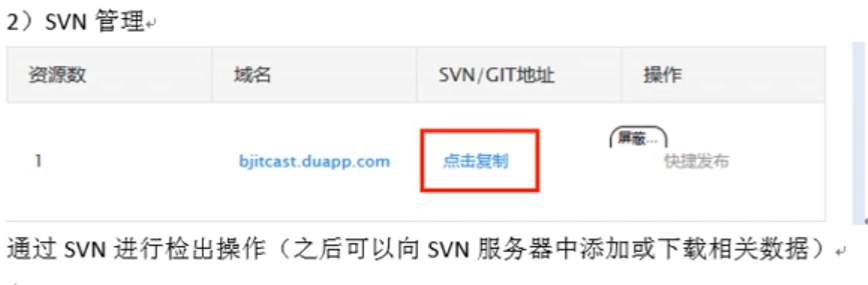 2）SVN 管理
资源数 域名 SVN/GIT地址 操作
屏蔽...
1 bjitcast.duapp.com 点击复制 快捷发布
通过 SVN 进行检出操作（之后可以向 SVN 服务器中添加或下载相关数据）